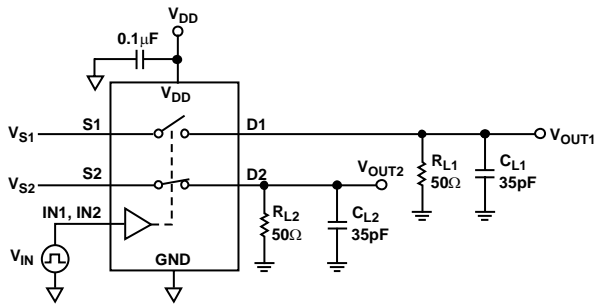 VDD
0.1μF
VDD
VS1 S1 D1 VOUT1
RL1
50Ω
CL1
35pF
VS2 S2 D2 VOUT2
RL2
50Ω
CL2
35pF
IN1, IN2
VIN
GND